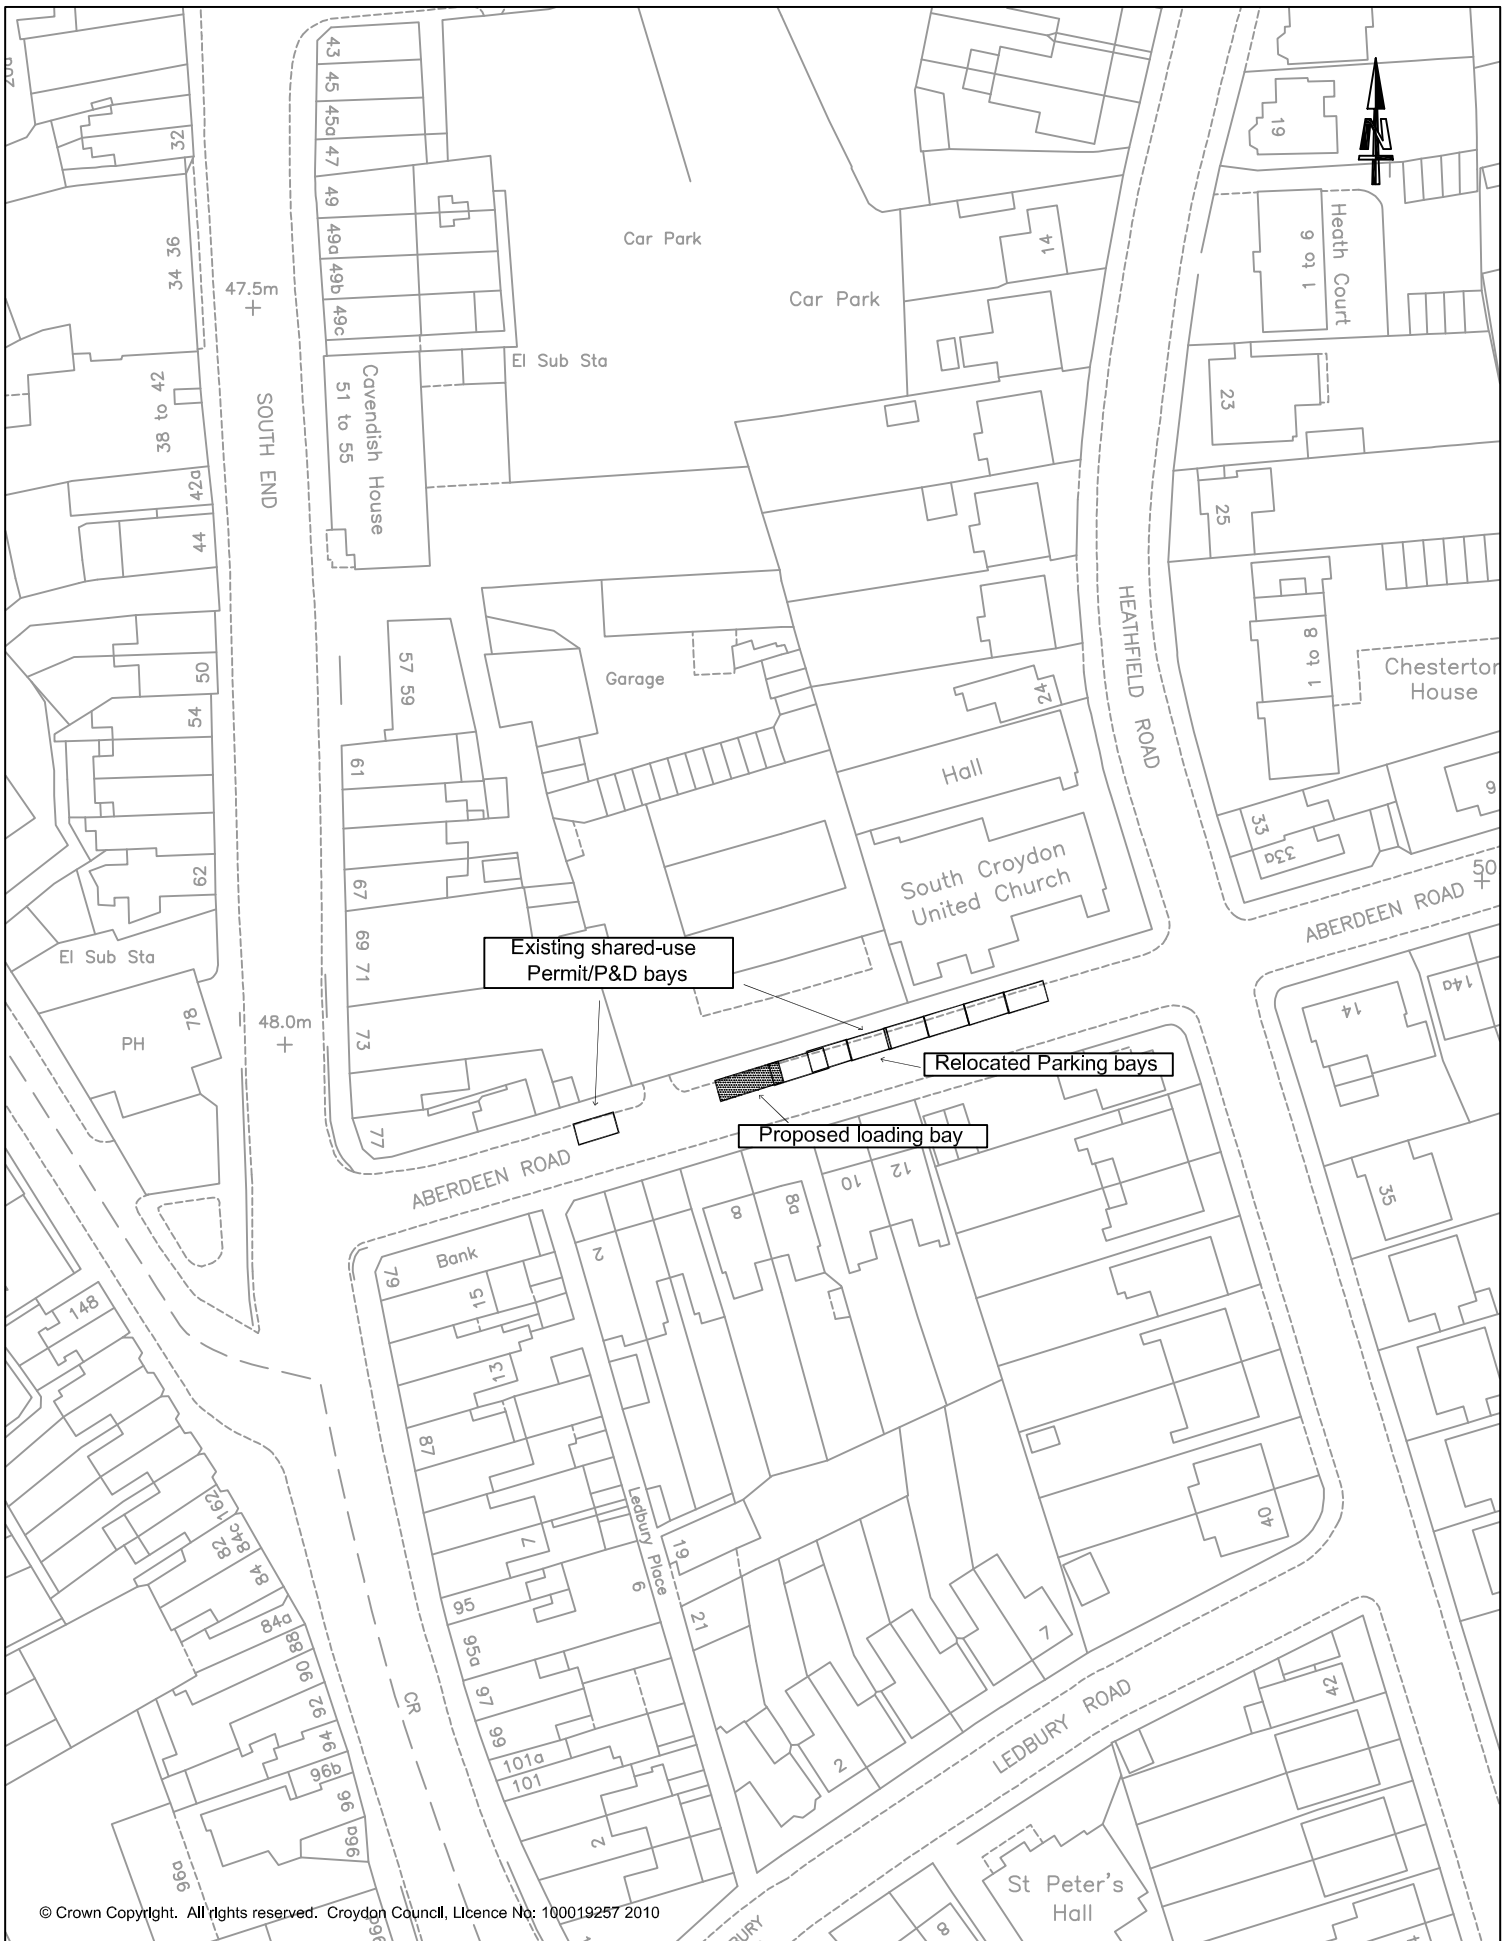 43
45
45a
47
49
49a
49b
49c
32
34 36
47.5m
38 to 42
42a
44
50
54
62
SOUTH END
Cavendish House
51 to 55
El Sub Sta
Car Park
Car Park
14
19
N
Heath Court
1 to 6
23
25
HEATHFIELD ROAD
1 to 8
Chesterton
House
57 59
Garage
24
Hall
South Croydon
United Church
33
33a
9
50
ABERDEEN ROAD
14
14a
35
61
67
69 71
73
77
El Sub Sta
PH
78
48.0m
Existing shared-use
Permit/P&D bays
Relocated Parking bays
Proposed loading bay
ABERDEEN ROAD
Bank
79
15
13
87
2
8
8a
10
12
148
162
82
84c
84
84a
88
90
92
94
96b
96
96a
96a
CR
7
95
95a
97
99
101a
101
2
6
Ledbury Place
19
21
2
7
40
LEDBURY ROAD
42
St Peter's
Hall
8
© Crown Copyright. All rights reserved. Croydon Council, Licence No: 100019257 2010